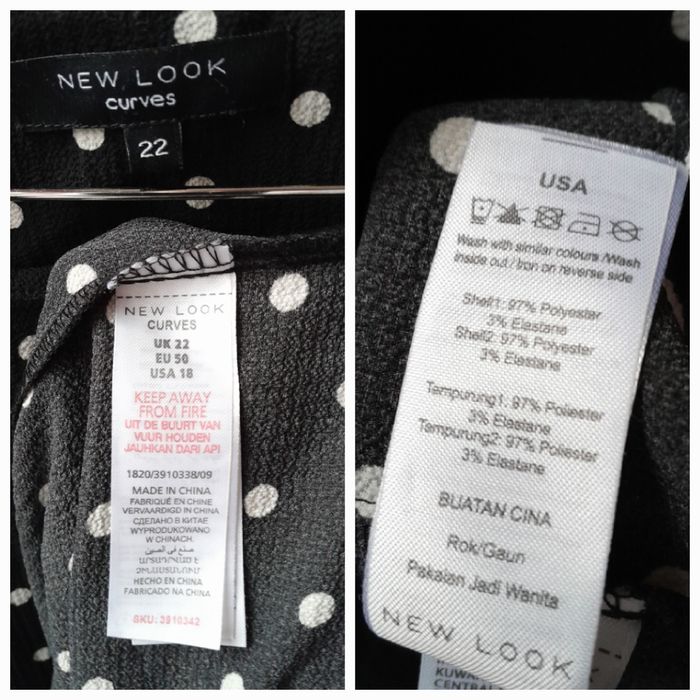 NEW LOOK
curves
22
NEW LOOK
CURVES
UK 22
EU 50
USA 18
KEEP AWAY
FROM FIRE
UIT DE BUURT VAN
VUUR HOUDEN
JAUHKAN DARI API
1820/3910338/09
MADE IN CHINA
FABRIQUÉ EN CHINE
VERVAARDIGD IN CHINA
СДЕЛАНО В КИТАЕ
WYPRODUKOWANO
W CHINACH.
صنع في الصين
HECHO EN CHINA
FABRICADO NA CHINA
SKU: 3910342
USA
Wash with similar colours /Wash
inside out / Iron on reverse side
Shell1: 97% Polyester
3% Elastane
Shell2: 97% Polyester
3% Elastane
Tempurung1: 97% Poliester
3% Elastane
Tempurung2: 97% Poliester
3% Elastane
BUATAN CINA
Rok/Gaun
Pakaian Jadi Wanita
NEW LOOK
KUWA
CENTRAL